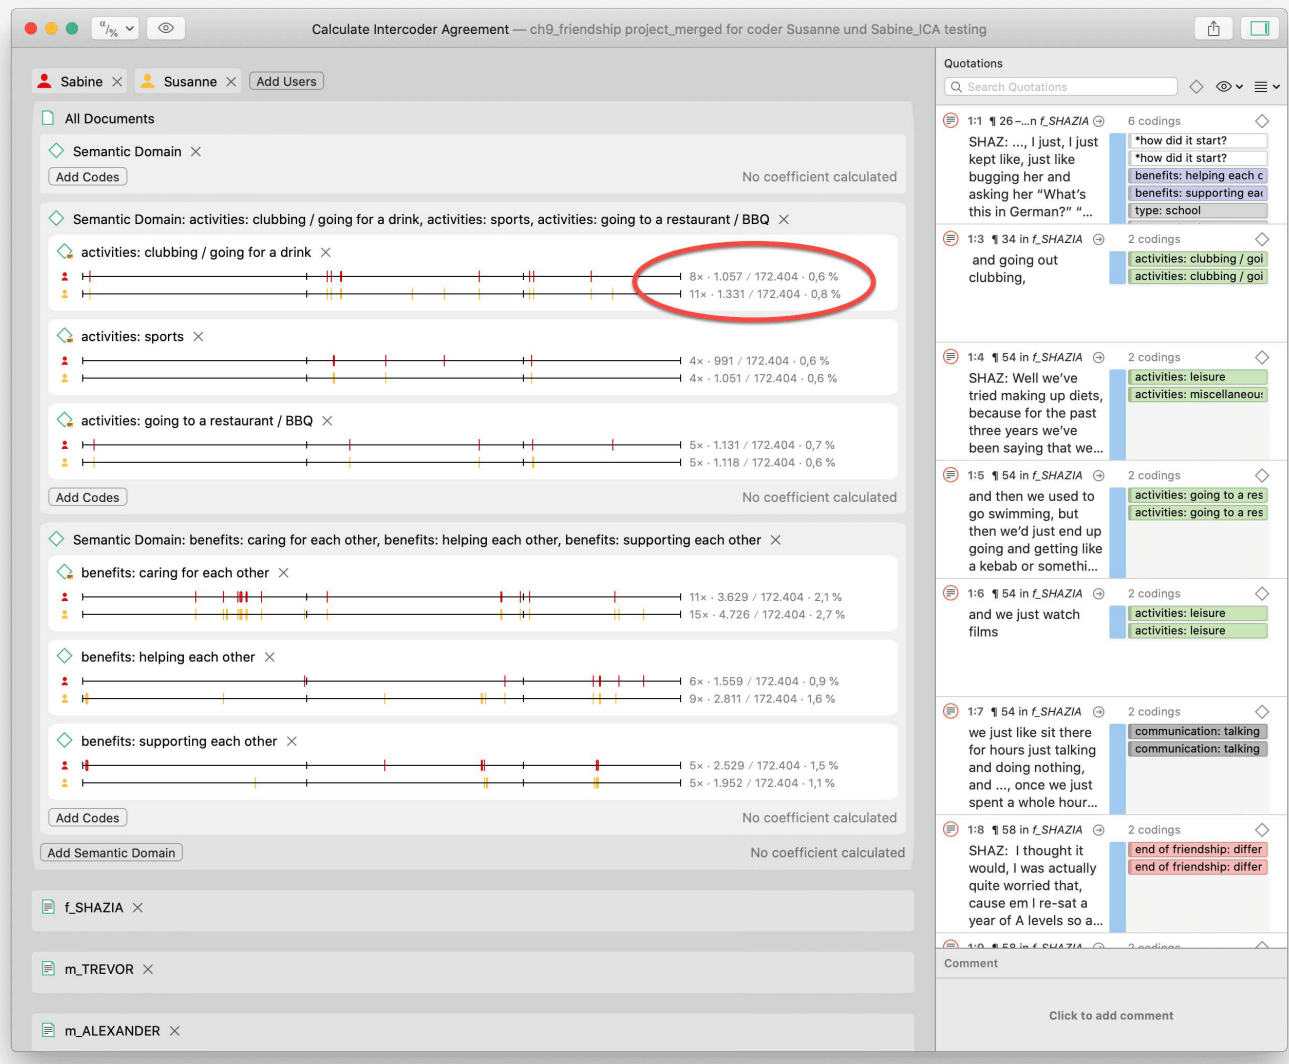 α/%
Calculate Intercoder Agreement — ch9_friendship project_merged for coder Susanne und Sabine_ICA testing
Sabine
Susanne
Add Users
All Documents
Semantic Domain
Add Codes
No coefficient calculated
Semantic Domain: activities: clubbing / going for a drink, activities: sports, activities: going to a restaurant / BBQ
activities: clubbing / going for a drink
8× · 1.057 / 172.404 · 0,6 %
11× · 1.331 / 172.404 · 0,8 %
activities: sports
4× · 991 / 172.404 · 0,6 %
4× · 1.051 / 172.404 · 0,6 %
activities: going to a restaurant / BBQ
5× · 1.131 / 172.404 · 0,7 %
5× · 1.118 / 172.404 · 0,6 %
Add Codes
No coefficient calculated
Semantic Domain: benefits: caring for each other, benefits: helping each other, benefits: supporting each other
benefits: caring for each other
11× · 3.629 / 172.404 · 2,1 %
15× · 4.726 / 172.404 · 2,7 %
benefits: helping each other
6× · 1.559 / 172.404 · 0,9 %
9× · 2.811 / 172.404 · 1,6 %
benefits: supporting each other
5× · 2.529 / 172.404 · 1,5 %
5× · 1.952 / 172.404 · 1,1 %
Add Codes
No coefficient calculated
Add Semantic Domain
No coefficient calculated
f_SHAZIA
m_TREVOR
m_ALEXANDER
Quotations
Search Quotations
1:1 ¶ 26 –...n f_SHAZIA
6 codings
SHAZ: ..., I just, I just
kept like, just like
bugging her and
asking her “What's
this in German?” “...
*how did it start?
*how did it start?
benefits: helping each c
benefits: supporting eac
type: school
1:3 ¶ 34 in f_SHAZIA
2 codings
and going out
clubbing,
activities: clubbing / goi
activities: clubbing / goi
1:4 ¶ 54 in f_SHAZIA
2 codings
SHAZ: Well we've
tried making up diets,
because for the past
three years we've
been saying that we...
activities: leisure
activities: miscellaneous
1:5 ¶ 54 in f_SHAZIA
2 codings
and then we used to
go swimming, but
then we'd just end up
going and getting like
a kebab or somethi...
activities: going to a res
activities: going to a res
1:6 ¶ 54 in f_SHAZIA
2 codings
and we just watch
films
activities: leisure
activities: leisure
1:7 ¶ 54 in f_SHAZIA
2 codings
we just like sit there
for hours just talking
and doing nothing,
and ..., once we just
spent a whole hour...
communication: talking
communication: talking
1:8 ¶ 58 in f_SHAZIA
2 codings
SHAZ: I thought it
would, I was actually
quite worried that,
cause em I re-sat a
year of A levels so a...
end of friendship: differ
end of friendship: differ
1:9 ¶ 58 in f_SHAZIA
2 codings
Comment
Click to add comment